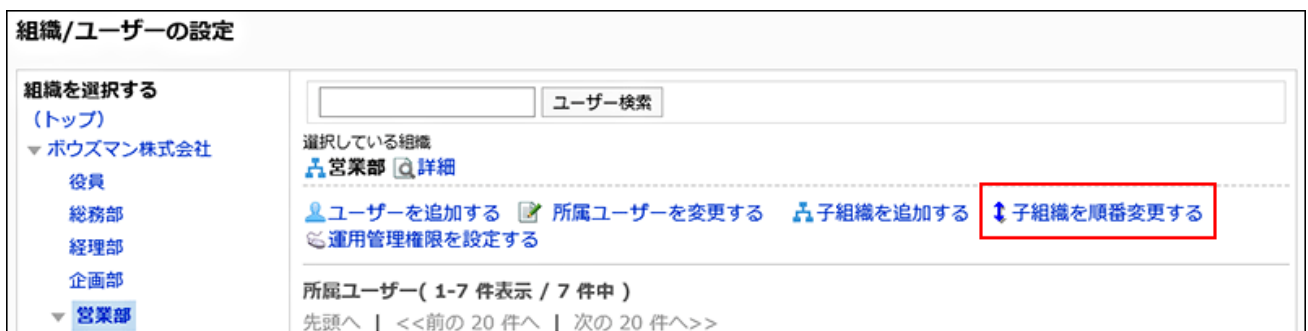 組織/ユーザーの設定
組織を選択する
(トップ)
ボウズマン株式会社
役員
総務部
経理部
企画部
営業部
ユーザー検索
選択している組織
営業部 詳細
ユーザーを追加する 所属ユーザーを変更する 子組織を追加する 子組織を順番変更する
運用管理権限を設定する
所属ユーザー( 1-7 件表示 / 7 件中 )
先頭へ | <<前の 20 件へ | 次の 20 件へ>>